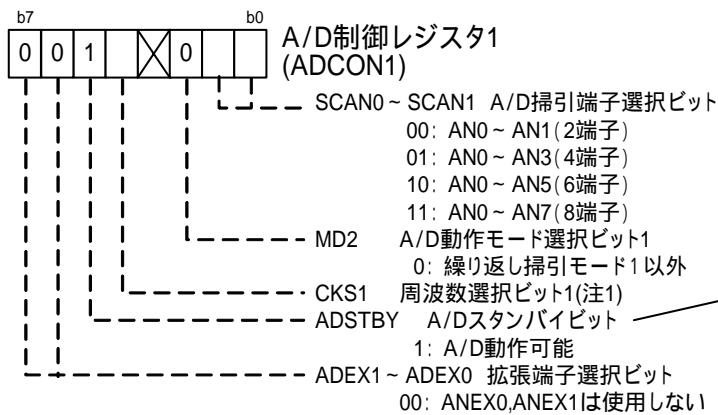 b7 b0
0 0 1 0
A/D制御レジスタ1
(ADCON1)
SCAN0～SCAN1 A/D掃引端子選択ビット
00: AN0～AN1(2端子)
01: AN0～AN3(4端子)
10: AN0～AN5(6端子)
11: AN0～AN7(8端子)
MD2 A/D動作モード選択ビット1
0: 繰り返し掃引モード1以外
CKS1 周波数選択ビット1(注1)
ADSTBY A/Dスタンバイビット
1: A/D動作可能
ADEX1～ADEX0 拡張端子選択ビット
00: ANEX0,ANEX1は使用しない